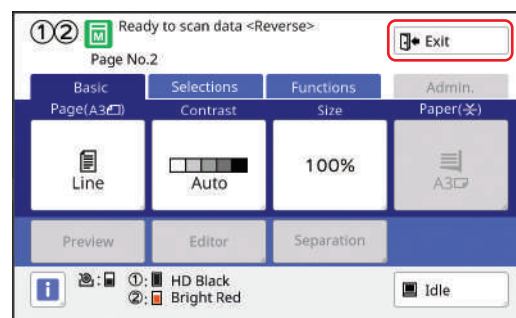 ①② M Ready to scan data <Reverse>
Page No.2
Exit
Basic Selections Functions Admin.
Page(A3) Contrast Size Paper()
Line Auto 100% A3
Preview Editor Separation
i ①: HD Black
②: Bright Red
Idle